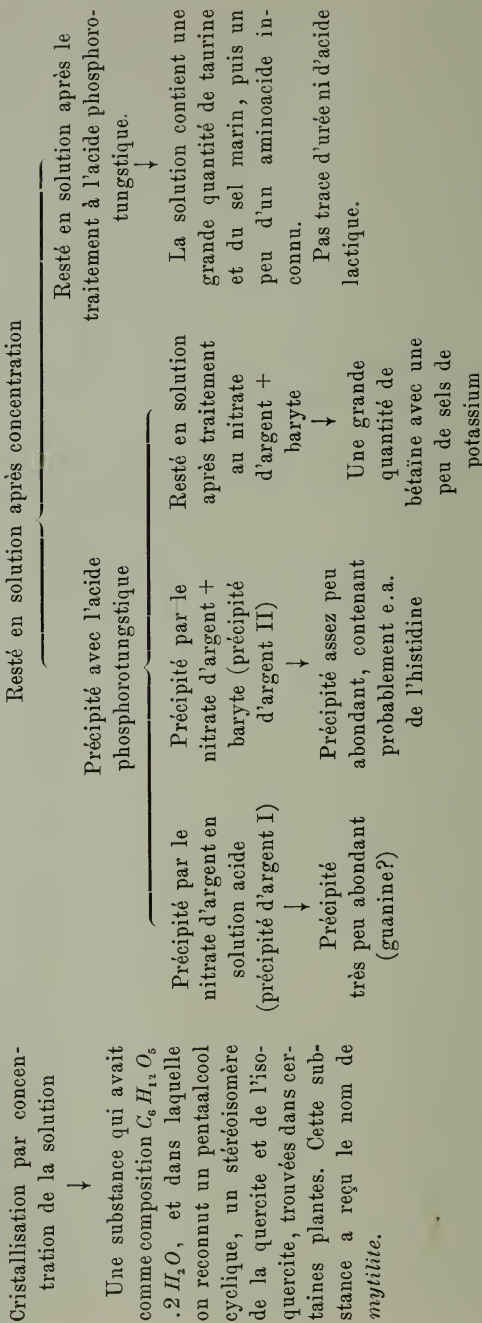 Cristallisation par concen-
tration de la solution
↓
Une substance qui avait
comme composition C₆ H₁₂ O₅
. 2 H₂O, et dans laquelle
on reconnut un pentaalcool
cyclique, un stéréoisomère
de la quercite et de l'iso-
quercite, trouvées dans cer-
taines plantes. Cette sub-
stance a reçu le nom de
mytilite.
Resté en solution après concentration
Précipité avec l'acide
phosphorotungstique
Précipité par le
nitrate d'argent en
solution acide
(précipité d'argent I)
↓
Précipité
très peu abondant
(guanine?)
Précipité par le
nitrate d'argent +
baryte (précipité
d'argent II)
↓
Précipité assez peu
abondant, contenant
probablement e.a.
de l'histidine
Resté en solution
après traitement
au nitrate
d'argent +
baryte
↓
Une grande
quantité de
bétaïne avec une
peu de sels de
potassium
Resté en solution après le
traitement à l'acide phosphoro-
tungstique.
↓
La solution contient une
grande quantité de taurine
et du sel marin, puis un
peu d'un aminoacide in-
connu.
Pas trace d'urée ni d'acide
lactique.